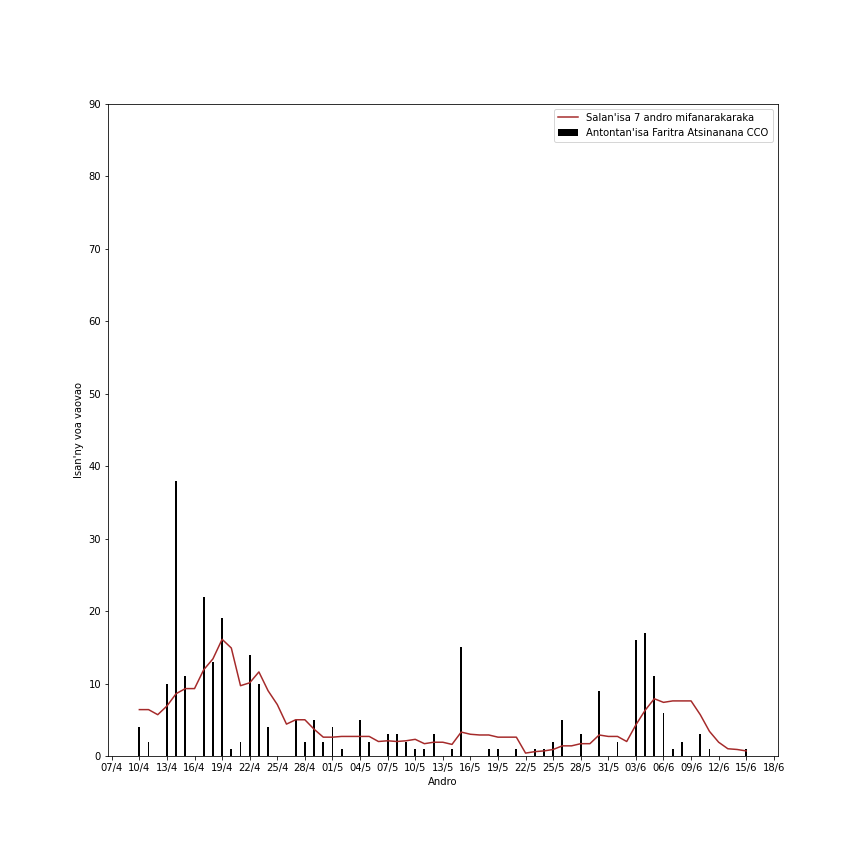 Salan'isa 7 andro mifanarakaraka
Antontan'isa Faritra Atsinanana CCO
Isan'ny voa vaovao
90
80
70
60
50
40
30
20
10
0
07/4 10/4 13/4 16/4 19/4 22/4 25/4 28/4 01/5 04/5 07/5 10/5 13/5 16/5 19/5 22/5 25/5 28/5 31/5 03/6 06/6 09/6 12/6 15/6 18/6
Andro